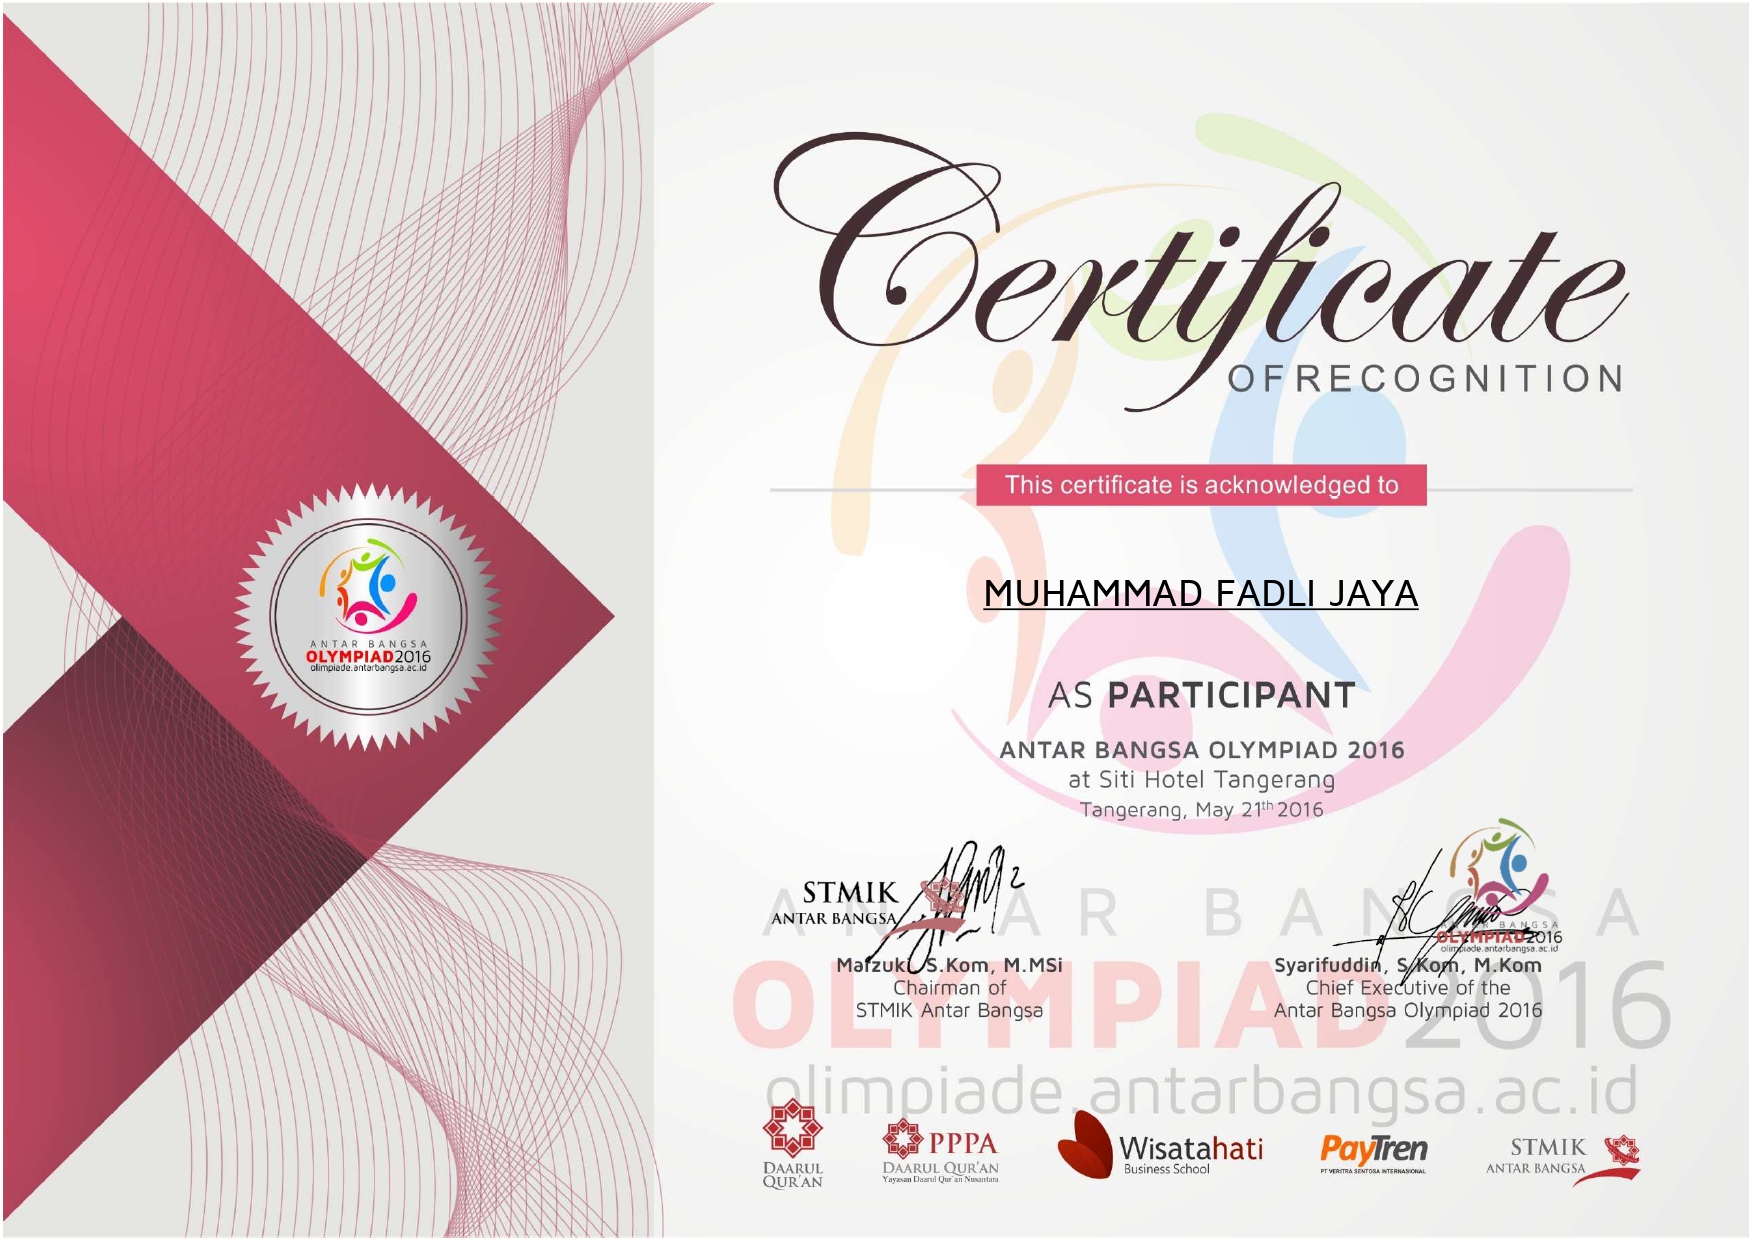 Certificate
OF RECOGNITION
This certificate is acknowledged to
MUHAMMAD FADLI JAYA
AS PARTICIPANT
ANTAR BANGSA OLYMPIAD 2016
at Siti Hotel Tangerang
Tangerang, May 21th 2016
ANTAR BANGSA
OLYMPIAD2016
olimpiade.antarbangsa.ac.id
STMIK
ANTAR BANGSA
Marzuki, S.Kom, M.MSi
Chairman of
STMIK Antar Bangsa
ANTAR BANGSA
OLYMPIAD2016
olimpiade.antarbangsa.ac.id
Syarifuddin, S.Kom, M.Kom
Chief Executive of the
Antar Bangsa Olympiad 2016
ANTAR BANGSA
OLYMPIAD2016
olimpiade.antarbangsa.ac.id
DAARUL
QUR'AN
PPPA
DAARUL QUR'AN
Yayasan Daarul Qur'an Nusantara
Wisatahati
Business School
PayTren
PT VERITRA SENTOSA INTERNASIONAL
STMIK
ANTAR BANGSA